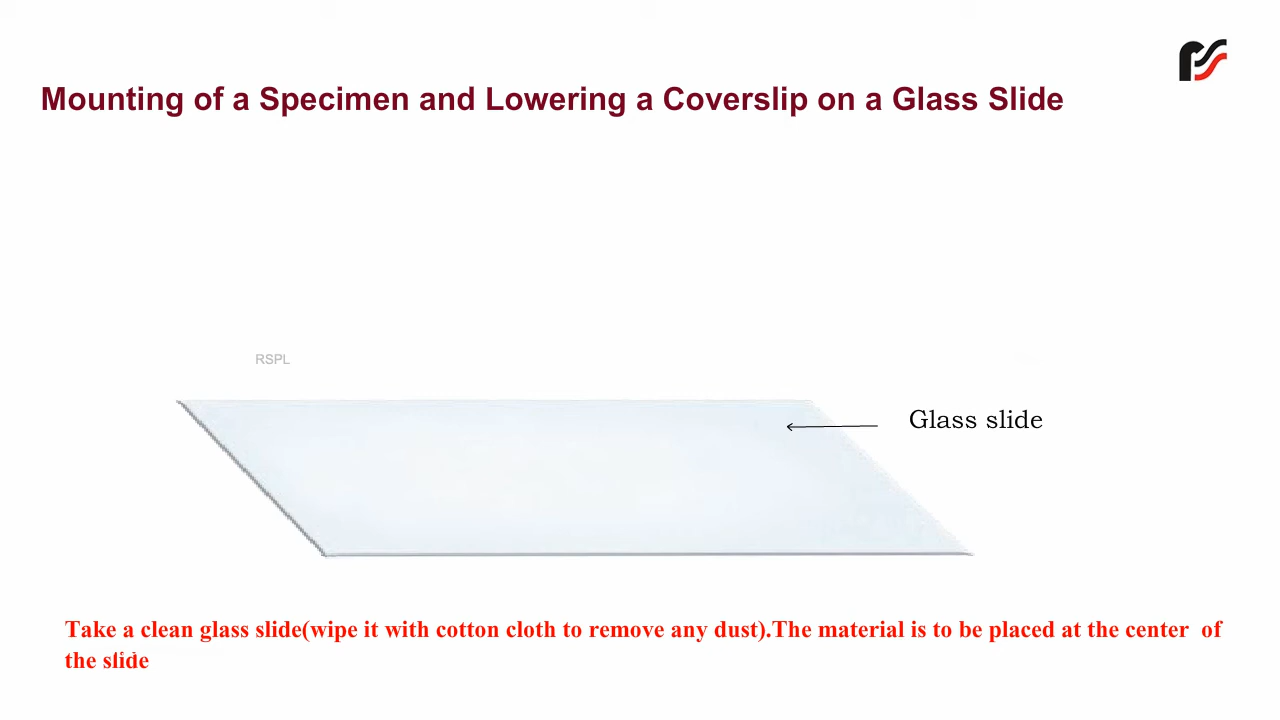 Mounting of a Specimen and Lowering a Coverslip on a Glass Slide
RSPL
Glass slide
Take a clean glass slide(wipe it with cotton cloth to remove any dust).The material is to be placed at the center of
the slide